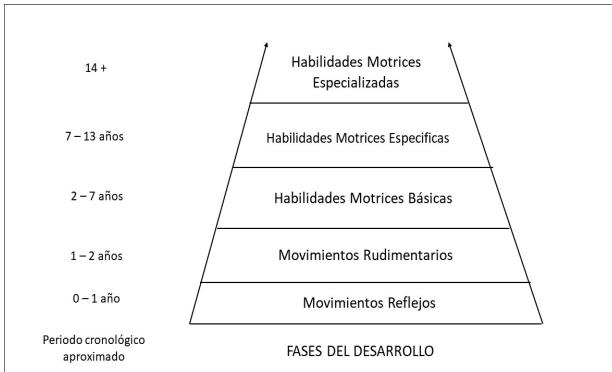 14 +
Habilidades Motrices
Especializadas
7 – 13 años
Habilidades Motrices Especificas
2 – 7 años
Habilidades Motrices Básicas
1 – 2 años
Movimientos Rudimentarios
0 – 1 año
Movimientos Reflejos
Periodo cronológico
aproximado
FASES DEL DESARROLLO